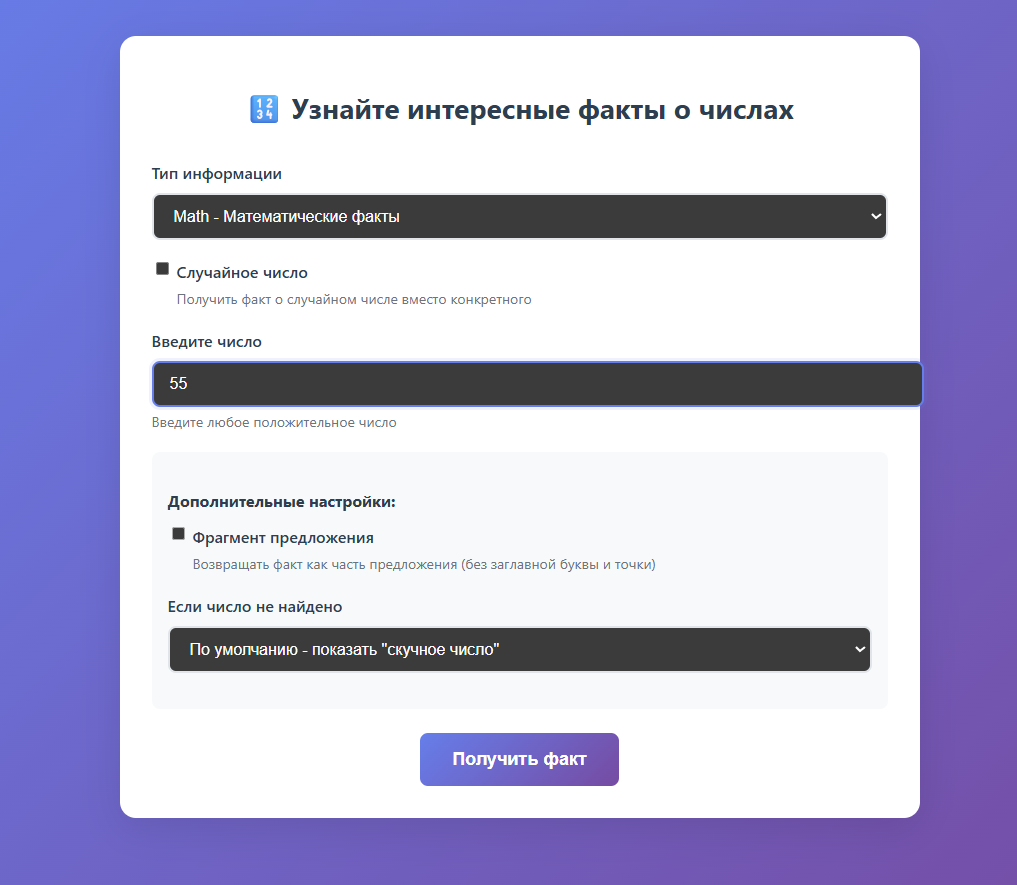 🔢 Узнайте интересные факты о числах
Тип информации
Math - Математические факты
Случайное число
Получить факт о случайном числе вместо конкретного
Введите число
55
Введите любое положительное число
Дополнительные настройки:
Фрагмент предложения
Возвращать факт как часть предложения (без заглавной буквы и точки)
Если число не найдено
По умолчанию - показать "скучное число"
Получить факт